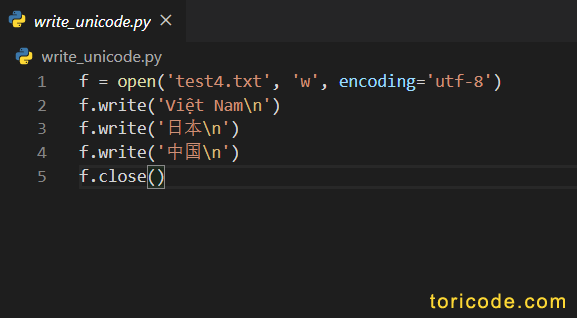 write_unicode.py ×
write_unicode.py
1 f = open('test4.txt', 'w', encoding='utf-8')
2 f.write('Việt Nam\n')
3 f.write('日本\n')
4 f.write('中国\n')
5 f.close()
toricode.com